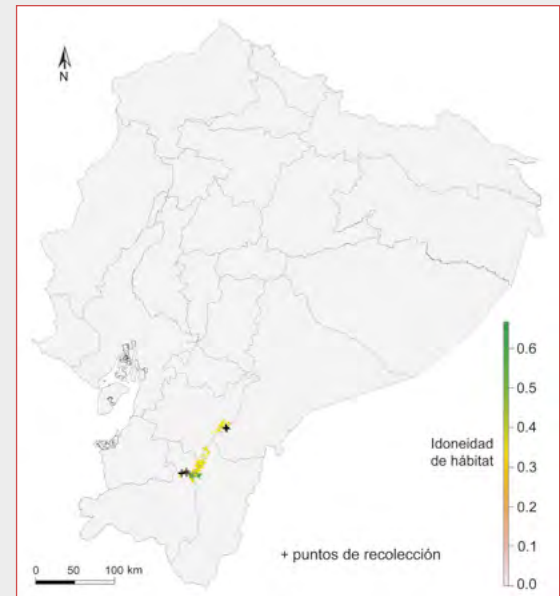 N
0.6
0.5
Idoneidad
de hábitat
0.4
0.3
0.2
0.1
0.0
+ puntos de recolección
0 50 100 km